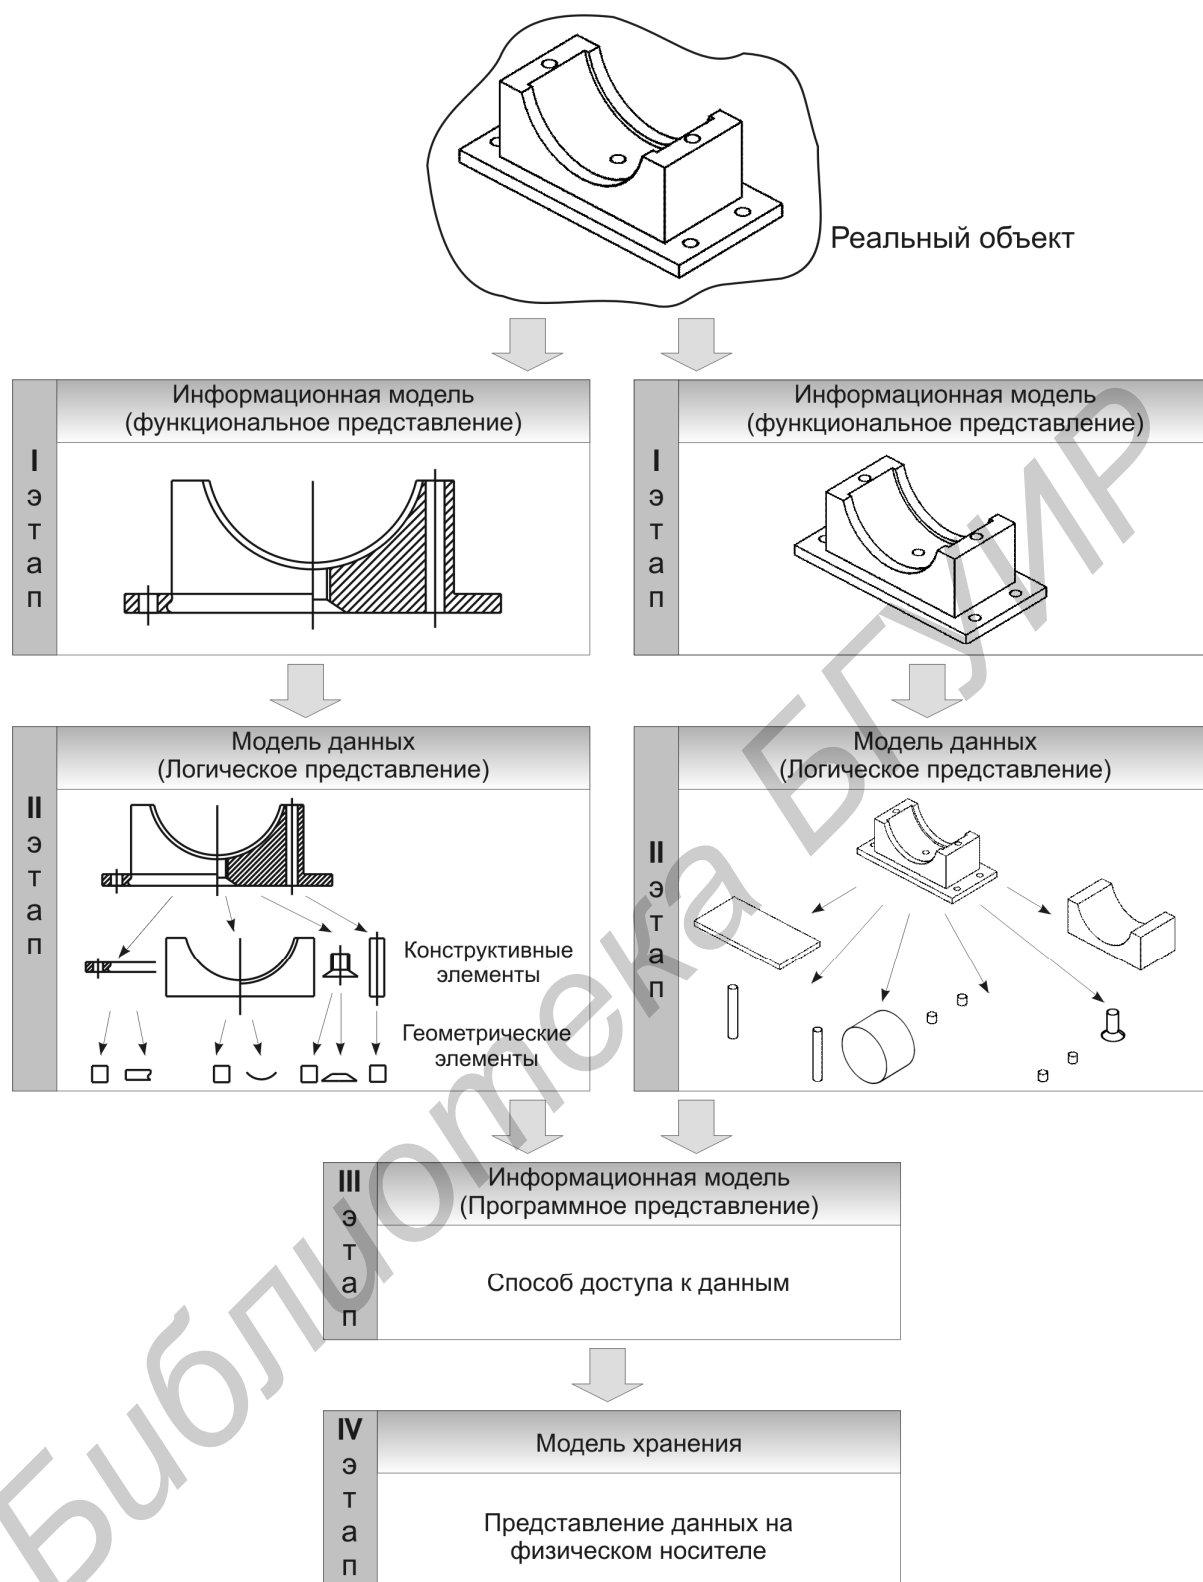 Реальный объект
Информационная модель
(функциональное представление)
I
э
т
а
п
Информационная модель
(функциональное представление)
I
э
т
а
п
Модель данных
(Логическое представление)
II
э
т
а
п
Конструктивные
элементы
Геометрические
элементы
Модель данных
(Логическое представление)
II
э
т
а
п
Информационная модель
(Программное представление)
III
э
т
а
п
Способ доступа к данным
Модель хранения
IV
э
т
а
п
Представление данных на
физическом носителе
Библиотека БГУИР